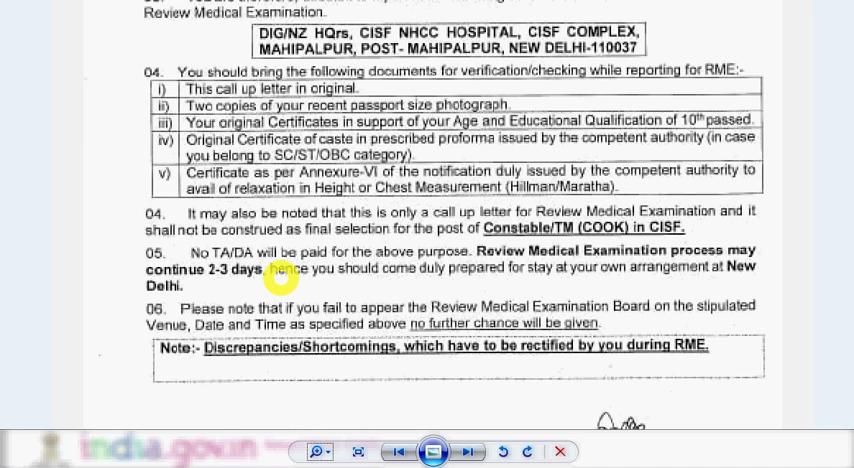 Review Medical Examination.
DIG/NZ HQrs, CISF NHCC HOSPITAL, CISF COMPLEX,
MAHIPALPUR, POST- MAHIPALPUR, NEW DELHI-110037
04. You should bring the following documents for verification/checking while reporting for RME:-
i) This call up letter in original.
ii) Two copies of your recent passport size photograph.
iii) Your original Certificates in support of your Age and Educational Qualification of 10th passed.
iv) Original Certificate of caste in prescribed proforma issued by the competent authority (in case
you belong to SC/ST/OBC category).
v) Certificate as per Annexure-VI of the notification duly issued by the competent authority to
avail of relaxation in Height or Chest Measurement (Hillman/Maratha).
04. It may also be noted that this is only a call up letter for Review Medical Examination and it
shall not be construed as final selection for the post of Constable/TM (COOK) in CISF.
05. No TA/DA will be paid for the above purpose. Review Medical Examination process may
continue 2-3 days, hence you should come duly prepared for stay at your own arrangement at New
Delhi.
06. Please note that if you fail to appear the Review Medical Examination Board on the stipulated
Venue, Date and Time as specified above no further chance will be given.
Note:- Discrepancies/Shortcomings, which have to be rectified by you during RME.
india.gov.in